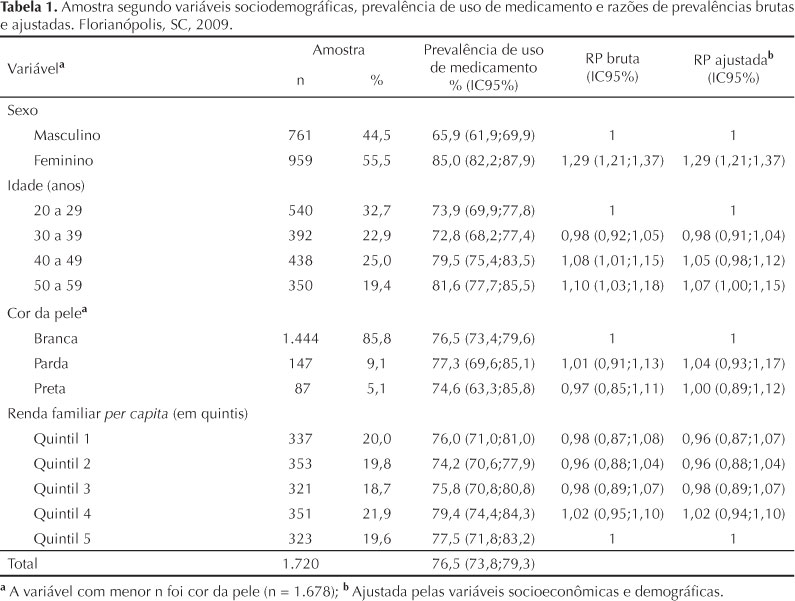 Tabela 1. Amostra segundo variáveis sociodemográficas, prevalência de uso de medicamento e razões de prevalências brutas
e ajustadas. Florianópolis, SC, 2009.
Variávelª Amostra Prevalência de uso de medicamento % (IC95%) RP bruta (IC95%) RP ajustadaᵇ (IC95%)
n %
Sexo
Masculino 761 44,5 65,9 (61,9;69,9) 1 1
Feminino 959 55,5 85,0 (82,2;87,9) 1,29 (1,21;1,37) 1,29 (1,21;1,37)
Idade (anos)
20 a 29 540 32,7 73,9 (69,9;77,8) 1 1
30 a 39 392 22,9 72,8 (68,2;77,4) 0,98 (0,92;1,05) 0,98 (0,91;1,04)
40 a 49 438 25,0 79,5 (75,4;83,5) 1,08 (1,01;1,15) 1,05 (0,98;1,12)
50 a 59 350 19,4 81,6 (77,7;85,5) 1,10 (1,03;1,18) 1,07 (1,00;1,15)
Cor da peleª
Branca 1.444 85,8 76,5 (73,4;79,6) 1 1
Parda 147 9,1 77,3 (69,6;85,1) 1,01 (0,91;1,13) 1,04 (0,93;1,17)
Preta 87 5,1 74,6 (63,3;85,8) 0,97 (0,85;1,11) 1,00 (0,89;1,12)
Renda familiar per capita (em quintis)
Quintil 1 337 20,0 76,0 (71,0;81,0) 0,98 (0,87;1,08) 0,96 (0,87;1,07)
Quintil 2 353 19,8 74,2 (70,6;77,9) 0,96 (0,88;1,04) 0,96 (0,88;1,04)
Quintil 3 321 18,7 75,8 (70,8;80,8) 0,98 (0,89;1,07) 0,98 (0,89;1,07)
Quintil 4 351 21,9 79,4 (74,4;84,3) 1,02 (0,95;1,10) 1,02 (0,94;1,10)
Quintil 5 323 19,6 77,5 (71,8;83,2) 1 1
Total 1.720 76,5 (73,8;79,3)
ª A variável com menor n foi cor da pele (n = 1.678); ᵇ Ajustada pelas variáveis socioeconômicas e demográficas.